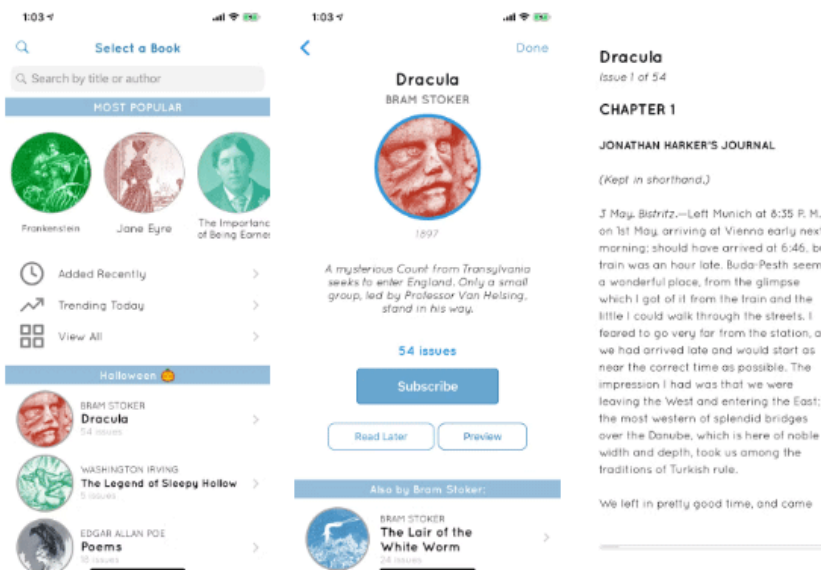 1:03
Select a Book
Search by title or author
MOST POPULAR
Frankenstein
Jane Eyre
The Importanc
of Being Earnes
Added Recently
Trending Today
View All
Halloween 🎃
BRAM STOKER
Dracula
54 issues
WASHINGTON IRVING
The Legend of Sleepy Hollow
5 issues
EDGAR ALLAN POE
Poems
18 issues
1:03
Done
Dracula
BRAM STOKER
1897
A mysterious Count from Transylvania
seeks to enter England. Only a small
group, led by Professor Van Helsing,
stand in his way.
54 issues
Subscribe
Read Later
Preview
Also by Bram Stoker:
BRAM STOKER
The Lair of the
White Worm
24 issues
Dracula
Issue 1 of 54
CHAPTER 1
JONATHAN HARKER'S JOURNAL
(Kept in shorthand.)
3 May. Bistritz.—Left Munich at 8:35 P. M.
on 1st May, arriving at Vienna early next
morning; should have arrived at 6:46, bu
train was an hour late. Buda-Pesth seem
a wonderful place, from the glimpse
which I got of it from the train and the
little I could walk through the streets. I
feared to go very far from the station, a
we had arrived late and would start as
near the correct time as possible. The
impression I had was that we were
leaving the West and entering the East;
the most western of splendid bridges
over the Danube, which is here of noble
width and depth, took us among the
traditions of Turkish rule.
We left in pretty good time, and came